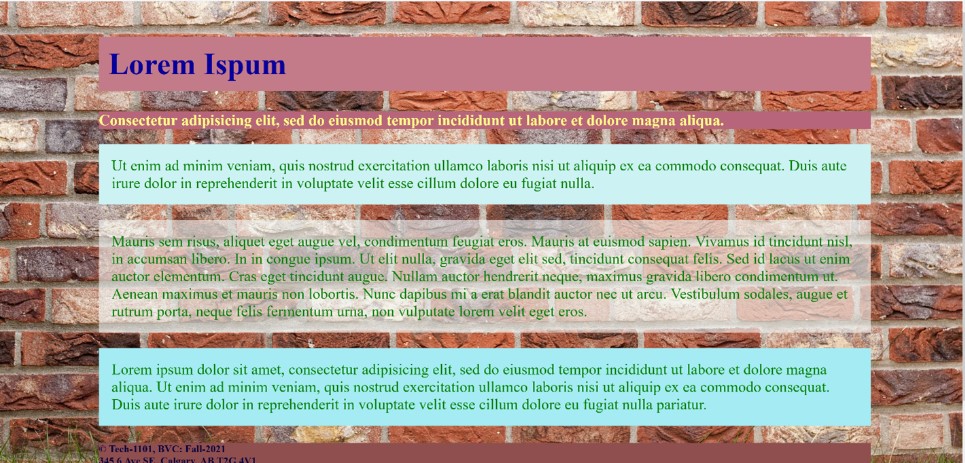 Lorem Ispum
Consectetur adipisicing elit, sed do eiusmod tempor incididunt ut labore et dolore magna aliqua.
Ut enim ad minim veniam, quis nostrud exercitation ullamco laboris nisi ut aliquip ex ea commodo consequat. Duis aute
irure dolor in reprehenderit in voluptate velit esse cillum dolore eu fugiat nulla.
Mauris sem risus, aliquet eget augue vel, condimentum feugiat eros. Mauris at euismod sapien. Vivamus id tincidunt nisl,
in accumsan libero. In in congue ipsum. Ut elit nulla, gravida eget elit sed, tincidunt consequat felis. Sed id lacus ut enim
auctor elementum. Cras eget tincidunt augue. Nullam auctor hendrerit neque, maximus gravida libero condimentum ut.
Aenean maximus et mauris non lobortis. Nunc dapibus mi a erat blandit auctor nec ut arcu. Vestibulum sodales, augue et
rutrum porta, neque felis fermentum urna, non vulputate lorem velit eget eros.
Lorem ipsum dolor sit amet, consectetur adipisicing elit, sed do eiusmod tempor incididunt ut labore et dolore magna
aliqua. Ut enim ad minim veniam, quis nostrud exercitation ullamco laboris nisi ut aliquip ex ea commodo consequat.
Duis aute irure dolor in reprehenderit in voluptate velit esse cillum dolore eu fugiat nulla pariatur.
© Tech-1101, BVC: Fall-2021
345 6 Ave SE, Calgary, AB T2G 4V1